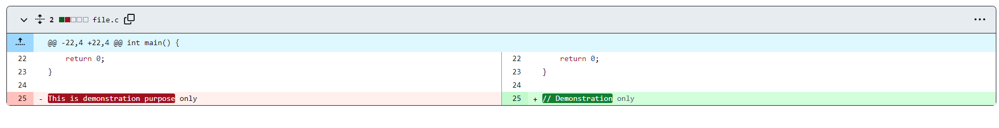 2 file.c
@@ -22,4 +22,4 @@ int main() {
22     return 0;
23 }
24
25 - This is demonstration purpose only
22     return 0;
23 }
24
25 + // Demonstration only